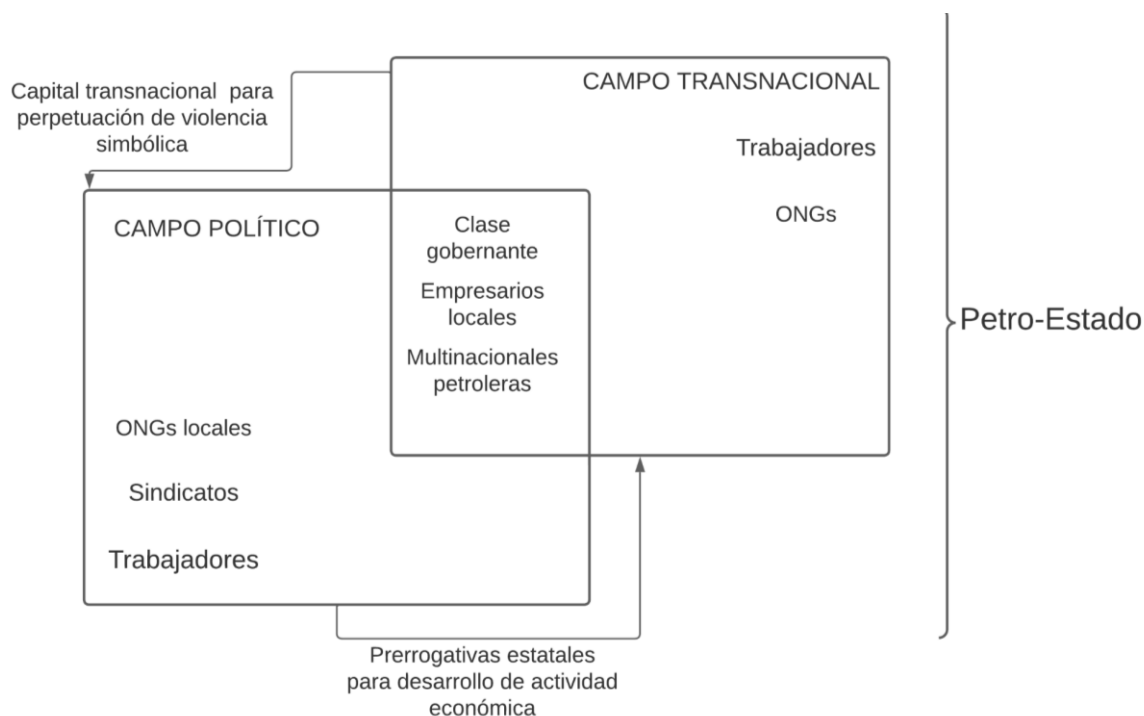 CAMPO TRANSNACIONAL
Capital transnacional para
perpetuación de violencia
simbólica
Trabajadores
ONGs
CAMPO POLÍTICO
Clase
gobernante
Empresarios
locales
Multinacionales
petroleras
Petro-Estado
ONGs locales
Sindicatos
Trabajadores
Prerrogativas estatales
para desarrollo de actividad
económica